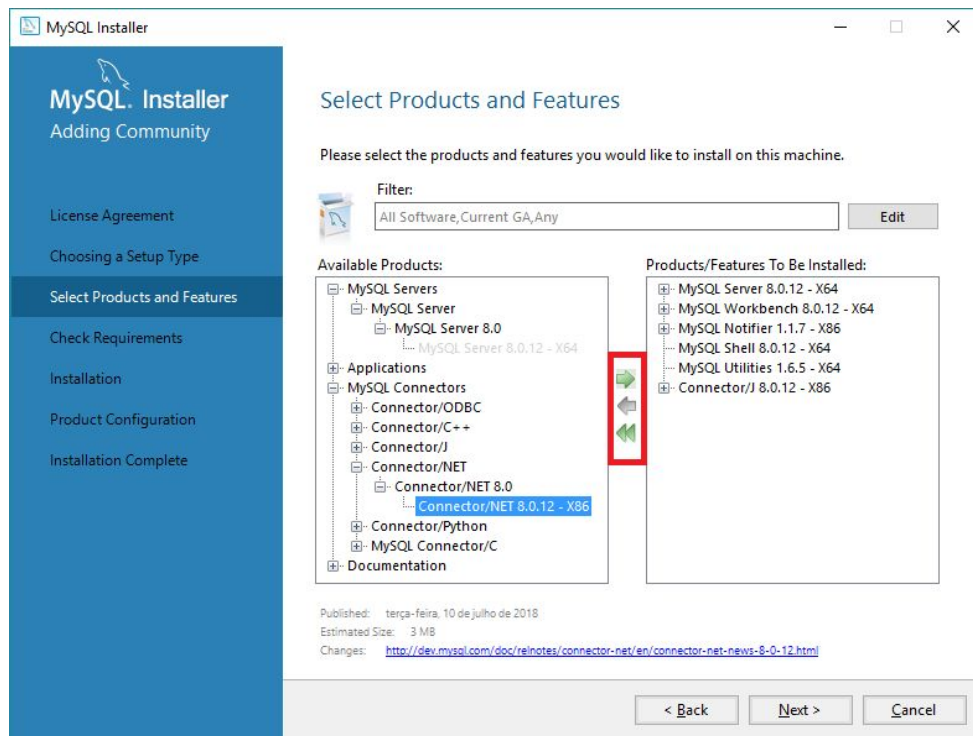 MySQL Installer
MySQL. Installer
Adding Community
License Agreement
Choosing a Setup Type
Select Products and Features
Check Requirements
Installation
Product Configuration
Installation Complete
Select Products and Features
Please select the products and features you would like to install on this machine.
Filter:
All Software,Current GA,Any
Edit
Available Products:
MySQL Servers
MySQL Server
MySQL Server 8.0
MySQL Server 8.0.12 - X64
Applications
MySQL Connectors
Connector/ODBC
Connector/C++
Connector/J
Connector/NET
Connector/NET 8.0
Connector/NET 8.0.12 - X86
Connector/Python
MySQL Connector/C
Documentation
Products/Features To Be Installed:
MySQL Server 8.0.12 - X64
MySQL Workbench 8.0.12 - X64
MySQL Notifier 1.1.7 - X86
MySQL Shell 8.0.12 - X64
MySQL Utilities 1.6.5 - X64
Connector/J 8.0.12 - X86
Published: terça-feira, 10 de julho de 2018
Estimated Size: 3 MB
Changes: http://dev.mysql.com/doc/relnotes/connector-net/en/connector-net-news-8-0-12.html
< Back
Next >
Cancel